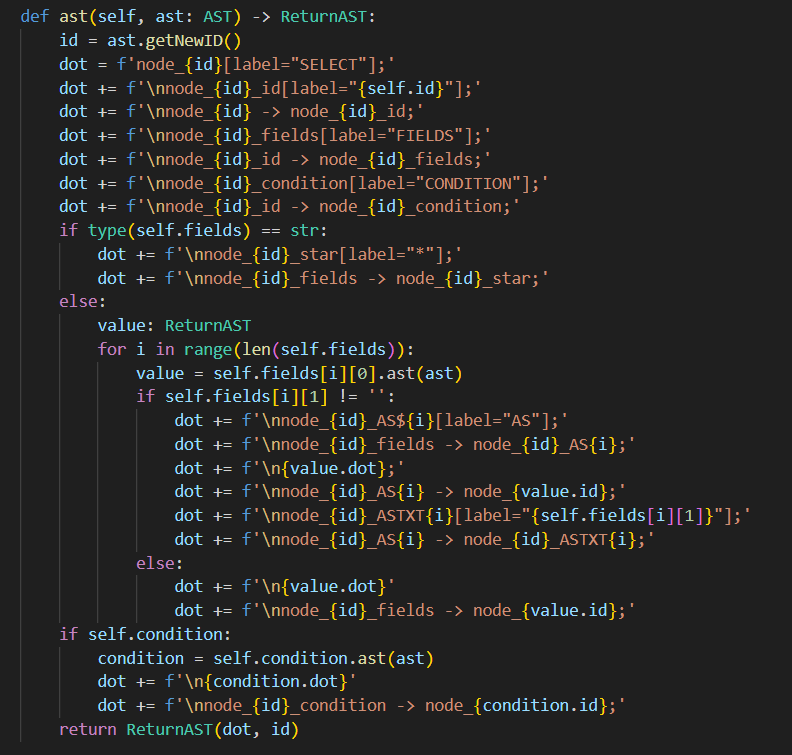 def ast(self, ast: AST) -> ReturnAST:
    id = ast.getNewID()
    dot = f'node_{id}[label="SELECT"];'
    dot += f'\nnode_{id}_id[label="{self.id}"];'
    dot += f'\nnode_{id} -> node_{id}_id;'
    dot += f'\nnode_{id}_fields[label="FIELDS"];'
    dot += f'\nnode_{id}_id -> node_{id}_fields;'
    dot += f'\nnode_{id}_condition[label="CONDITION"];'
    dot += f'\nnode_{id}_id -> node_{id}_condition;'
    if type(self.fields) == str:
        dot += f'\nnode_{id}_star[label="*"];'
        dot += f'\nnode_{id}_fields -> node_{id}_star;'
    else:
        value: ReturnAST
        for i in range(len(self.fields)):
            value = self.fields[i][0].ast(ast)
            if self.fields[i][1] != '':
                dot += f'\nnode_{id}_AS${i}[label="AS"];'
                dot += f'\nnode_{id}_fields -> node_{id}_AS{i};'
                dot += f'\n{value.dot};'
                dot += f'\nnode_{id}_AS{i} -> node_{value.id};'
                dot += f'\nnode_{id}_ASTXT{i}[label="{self.fields[i][1]}"];'
                dot += f'\nnode_{id}_AS{i} -> node_{id}_ASTXT{i};'
            else:
                dot += f'\n{value.dot}'
                dot += f'\nnode_{id}_fields -> node_{value.id};'
    if self.condition:
        condition = self.condition.ast(ast)
        dot += f'\n{condition.dot}'
        dot += f'\nnode_{id}_condition -> node_{condition.id};'
    return ReturnAST(dot, id)